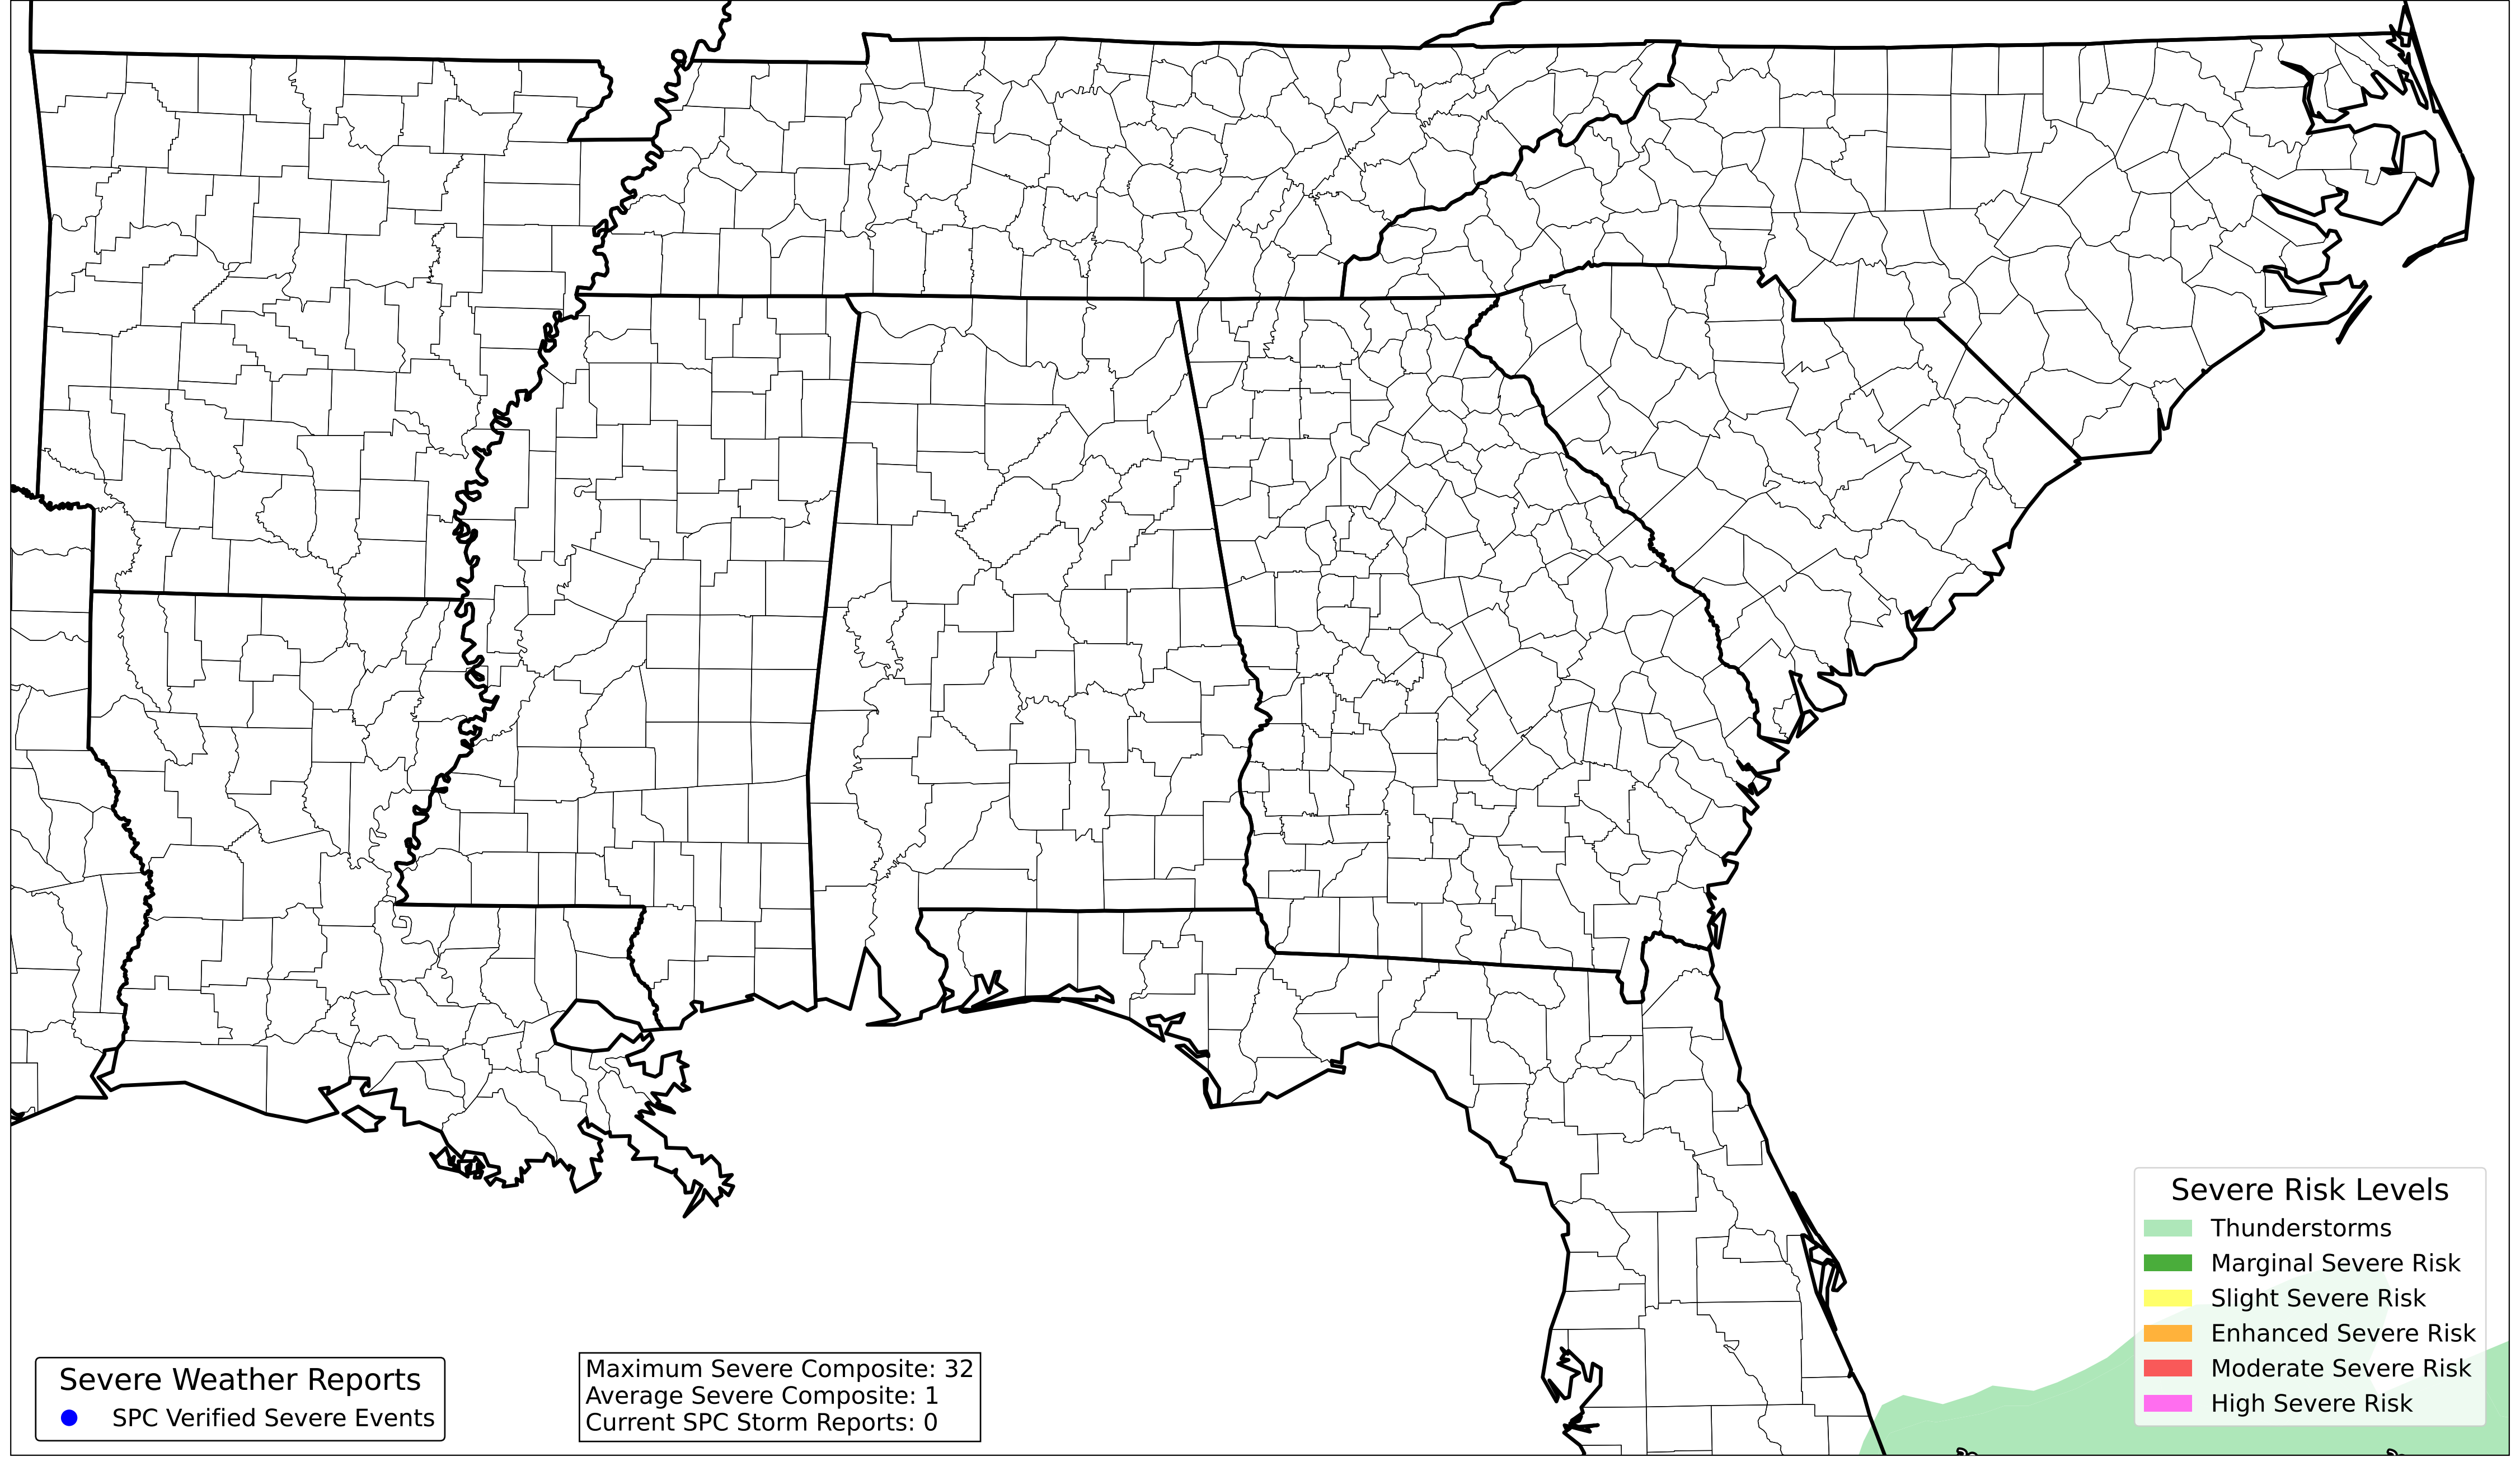 Severe Risk Levels
Thunderstorms
Marginal Severe Risk
Slight Severe Risk
Enhanced Severe Risk
Moderate Severe Risk
High Severe Risk
Severe Weather Reports
SPC Verified Severe Events
Maximum Severe Composite: 32
Average Severe Composite: 1
Current SPC Storm Reports: 0